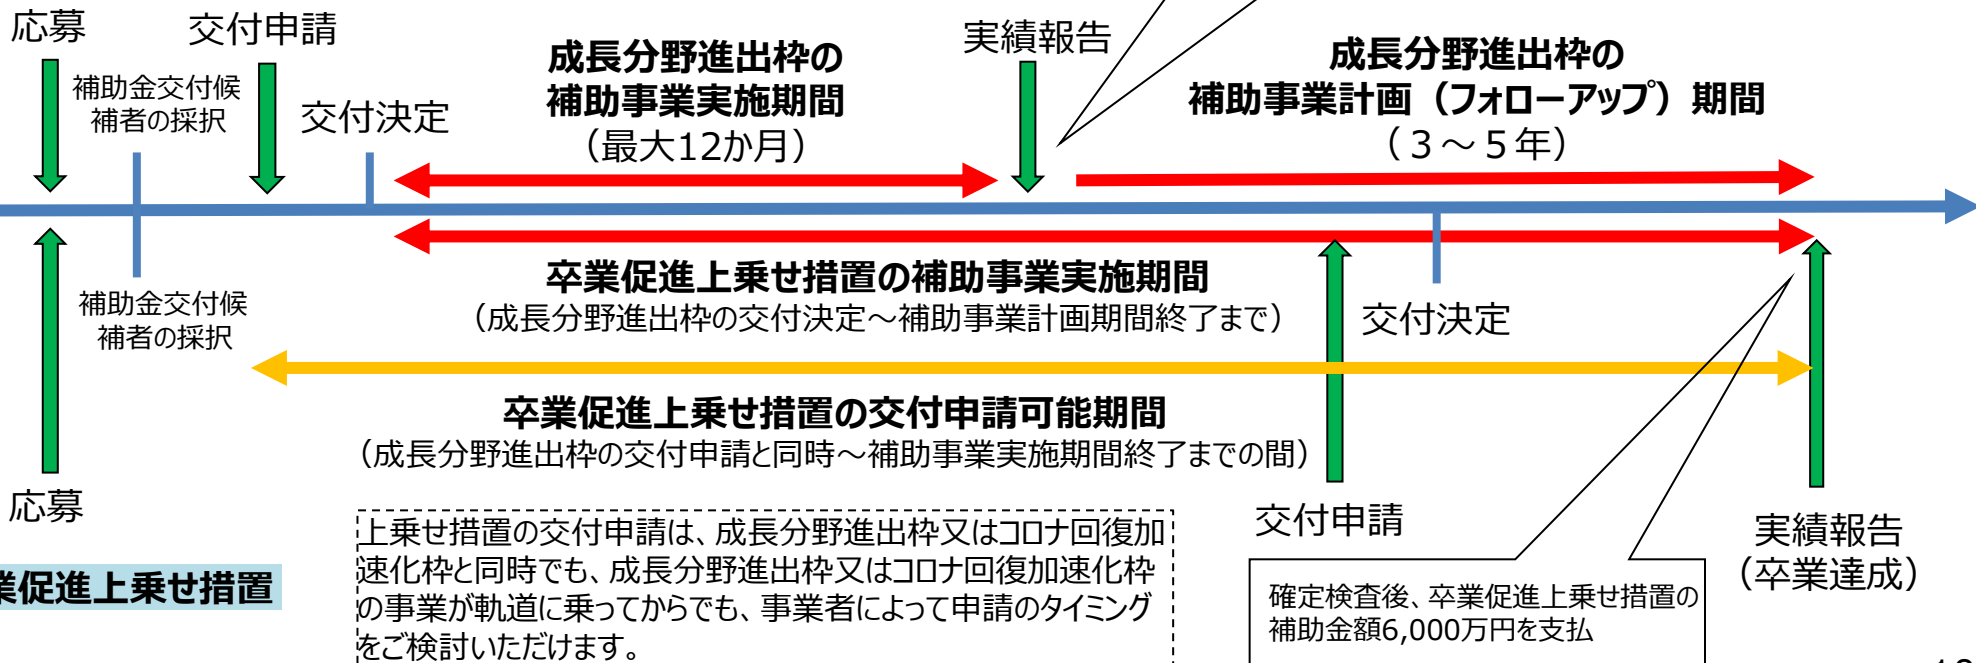 応募
交付申請
補助金交付候
補者の採択
交付決定
成長分野進出枠の
補助事業実施期間
（最大12か月）
実績報告
成長分野進出枠の
補助事業計画（フォローアップ）期間
（３～５年）
補助金交付候
補者の採択
卒業促進上乗せ措置の補助事業実施期間
（成長分野進出枠の交付決定～補助事業計画期間終了まで）
交付決定
卒業促進上乗せ措置の交付申請可能期間
（成長分野進出枠の交付申請と同時～補助事業実施期間終了までの間）
応募
業促進上乗せ措置
上乗せ措置の交付申請は、成長分野進出枠又はコロナ回復加
速化枠と同時でも、成長分野進出枠又はコロナ回復加速化枠
の事業が軌道に乗ってからでも、事業者によって申請のタイミング
をご検討いただけます。
交付申請
確定検査後、卒業促進上乗せ措置の
補助金額6,000万円を支払
実績報告
（卒業達成）